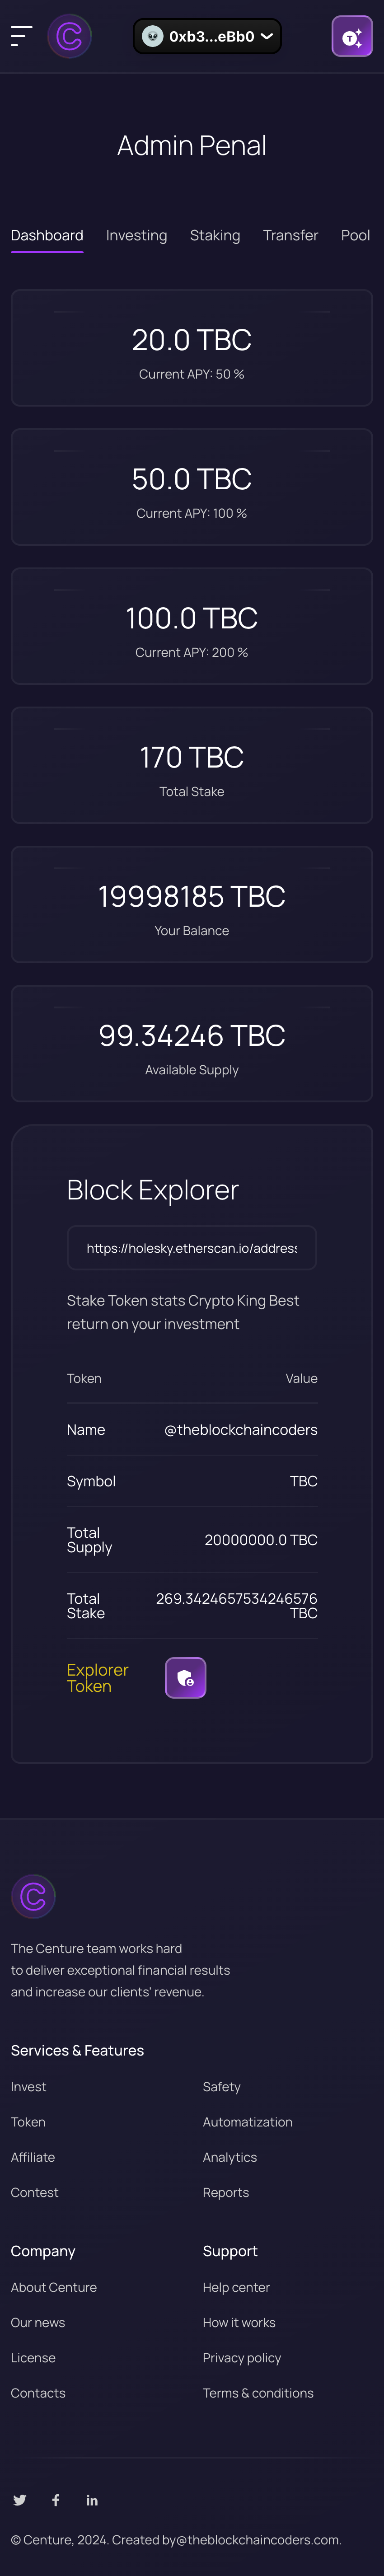 0xb3...eBb0
Admin Penal
Dashboard Investing Staking Transfer Pool
20.0 TBC
Current APY: 50 %
50.0 TBC
Current APY: 100 %
100.0 TBC
Current APY: 200 %
170 TBC
Total Stake
19998185 TBC
Your Balance
99.34246 TBC
Available Supply
Block Explorer
https://holesky.etherscan.io/address
Stake Token stats Crypto King Best
return on your investment
Token Value
Name @theblockchaincoders
Symbol TBC
Total
Supply
20000000.0 TBC
Total
Stake
269.3424657534246576
TBC
Explorer
Token
The Centure team works hard
to deliver exceptional financial results
and increase our clients' revenue.
Services & Features
Invest Safety
Token Automatization
Affiliate Analytics
Contest Reports
Company Support
About Centure Help center
Our news How it works
License Privacy policy
Contacts Terms & conditions
© Centure, 2024. Created by@theblockchaincoders.com.